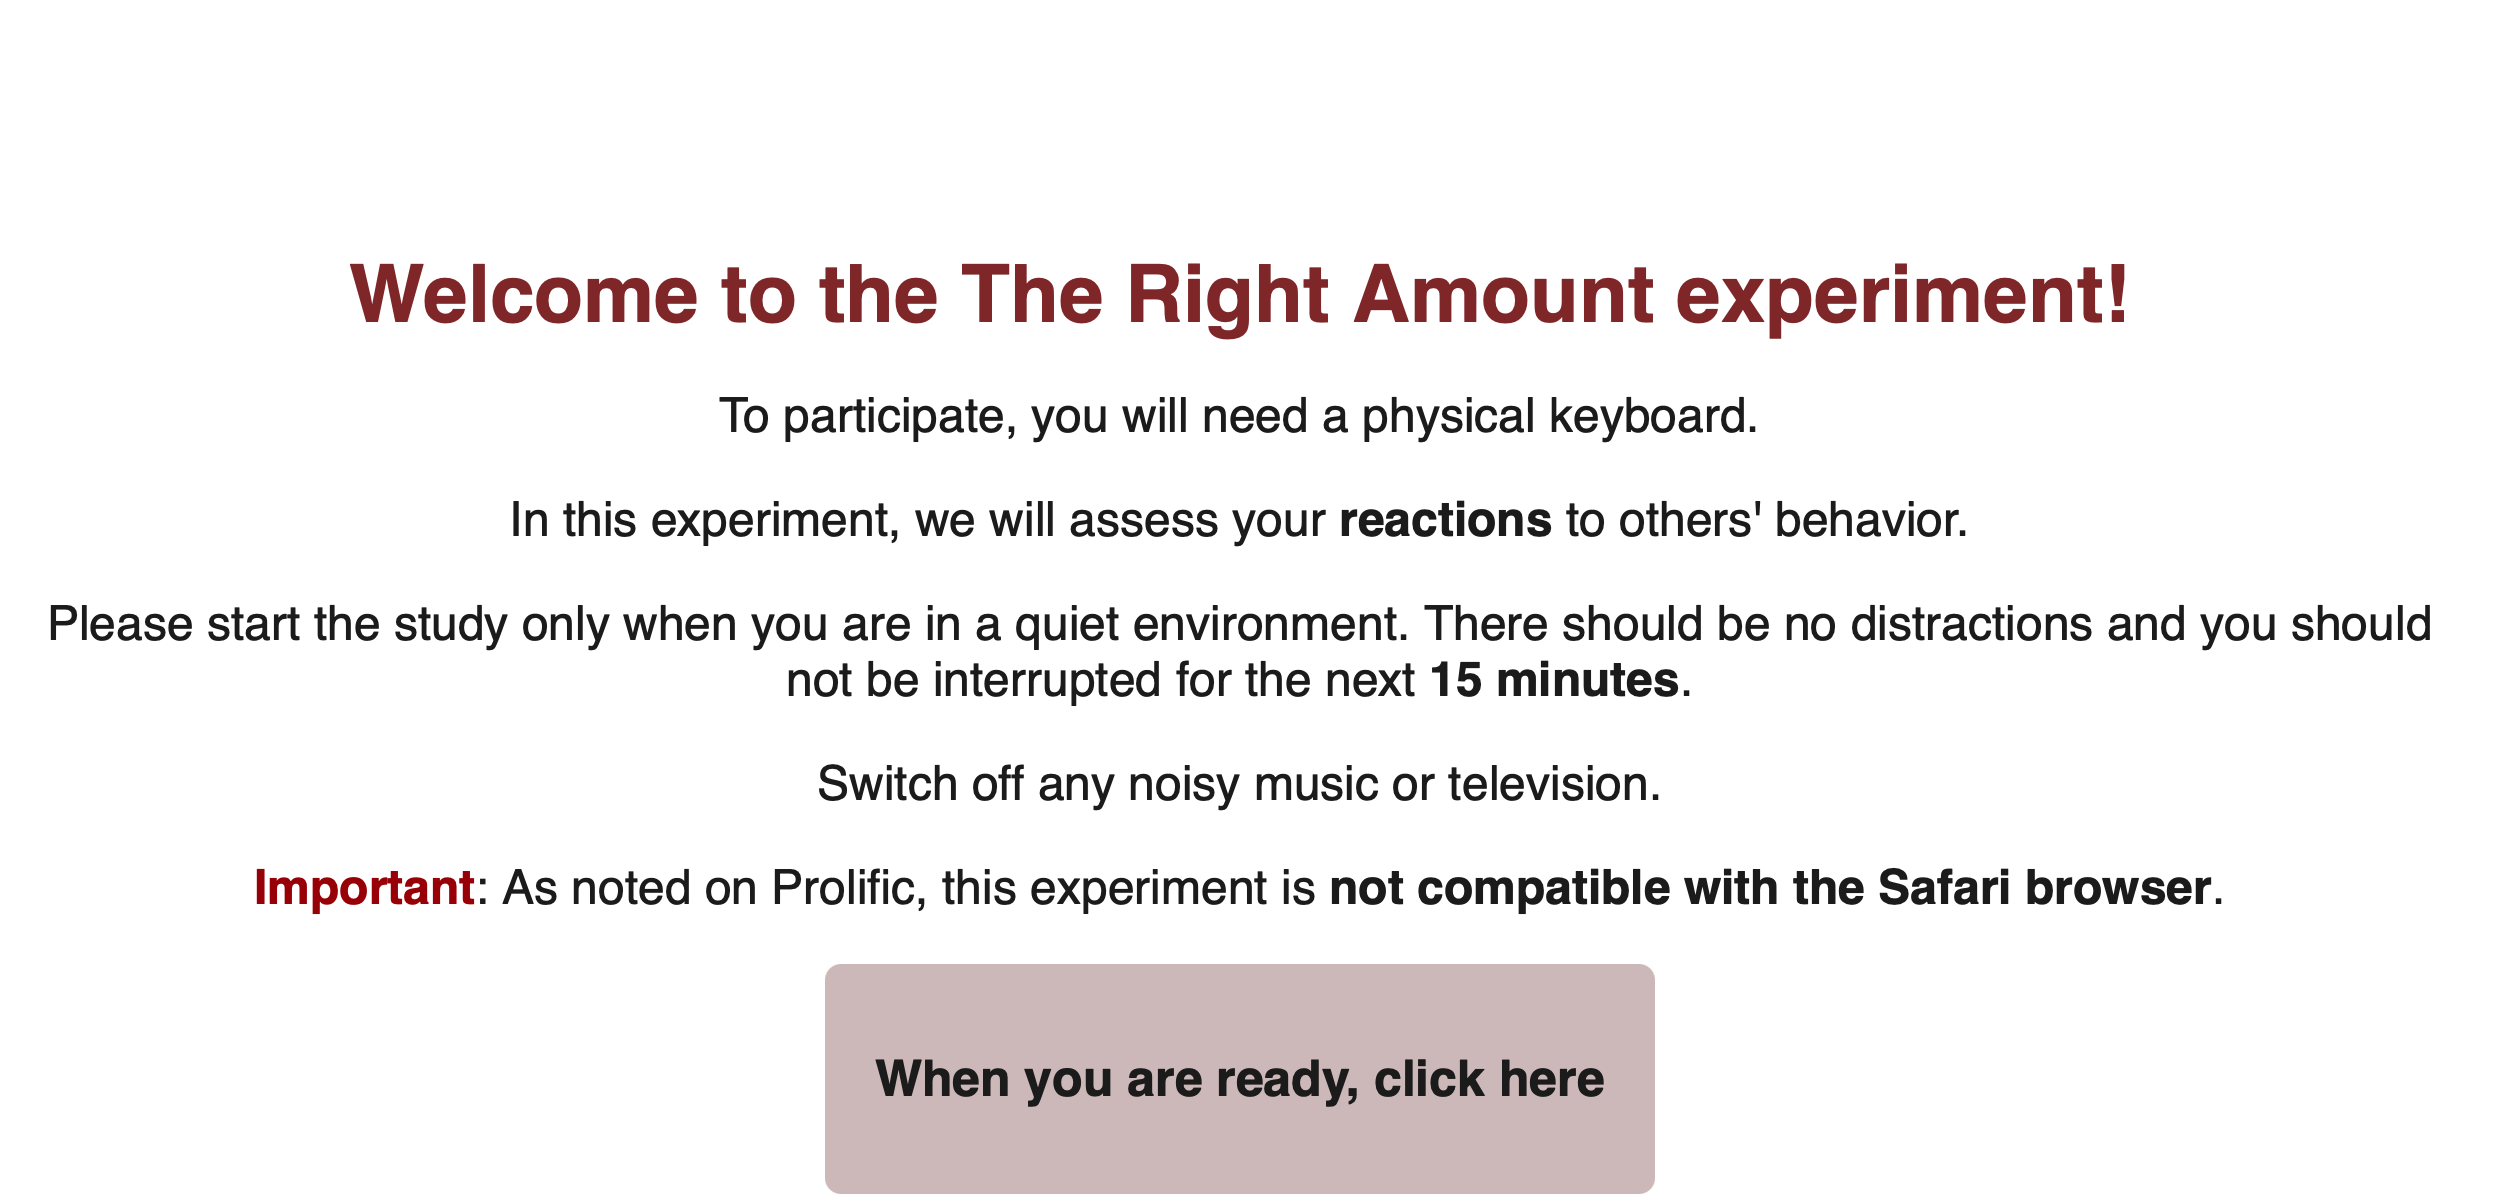 Welcome to the The Right Amount experiment!
To participate, you will need a physical keyboard.
In this experiment, we will assess your reactions to others' behavior.
Please start the study only when you are in a quiet environment. There should be no distractions and you should
not be interrupted for the next 15 minutes.
Switch off any noisy music or television.
Important: As noted on Prolific, this experiment is not compatible with the Safari browser.
When you are ready, click here